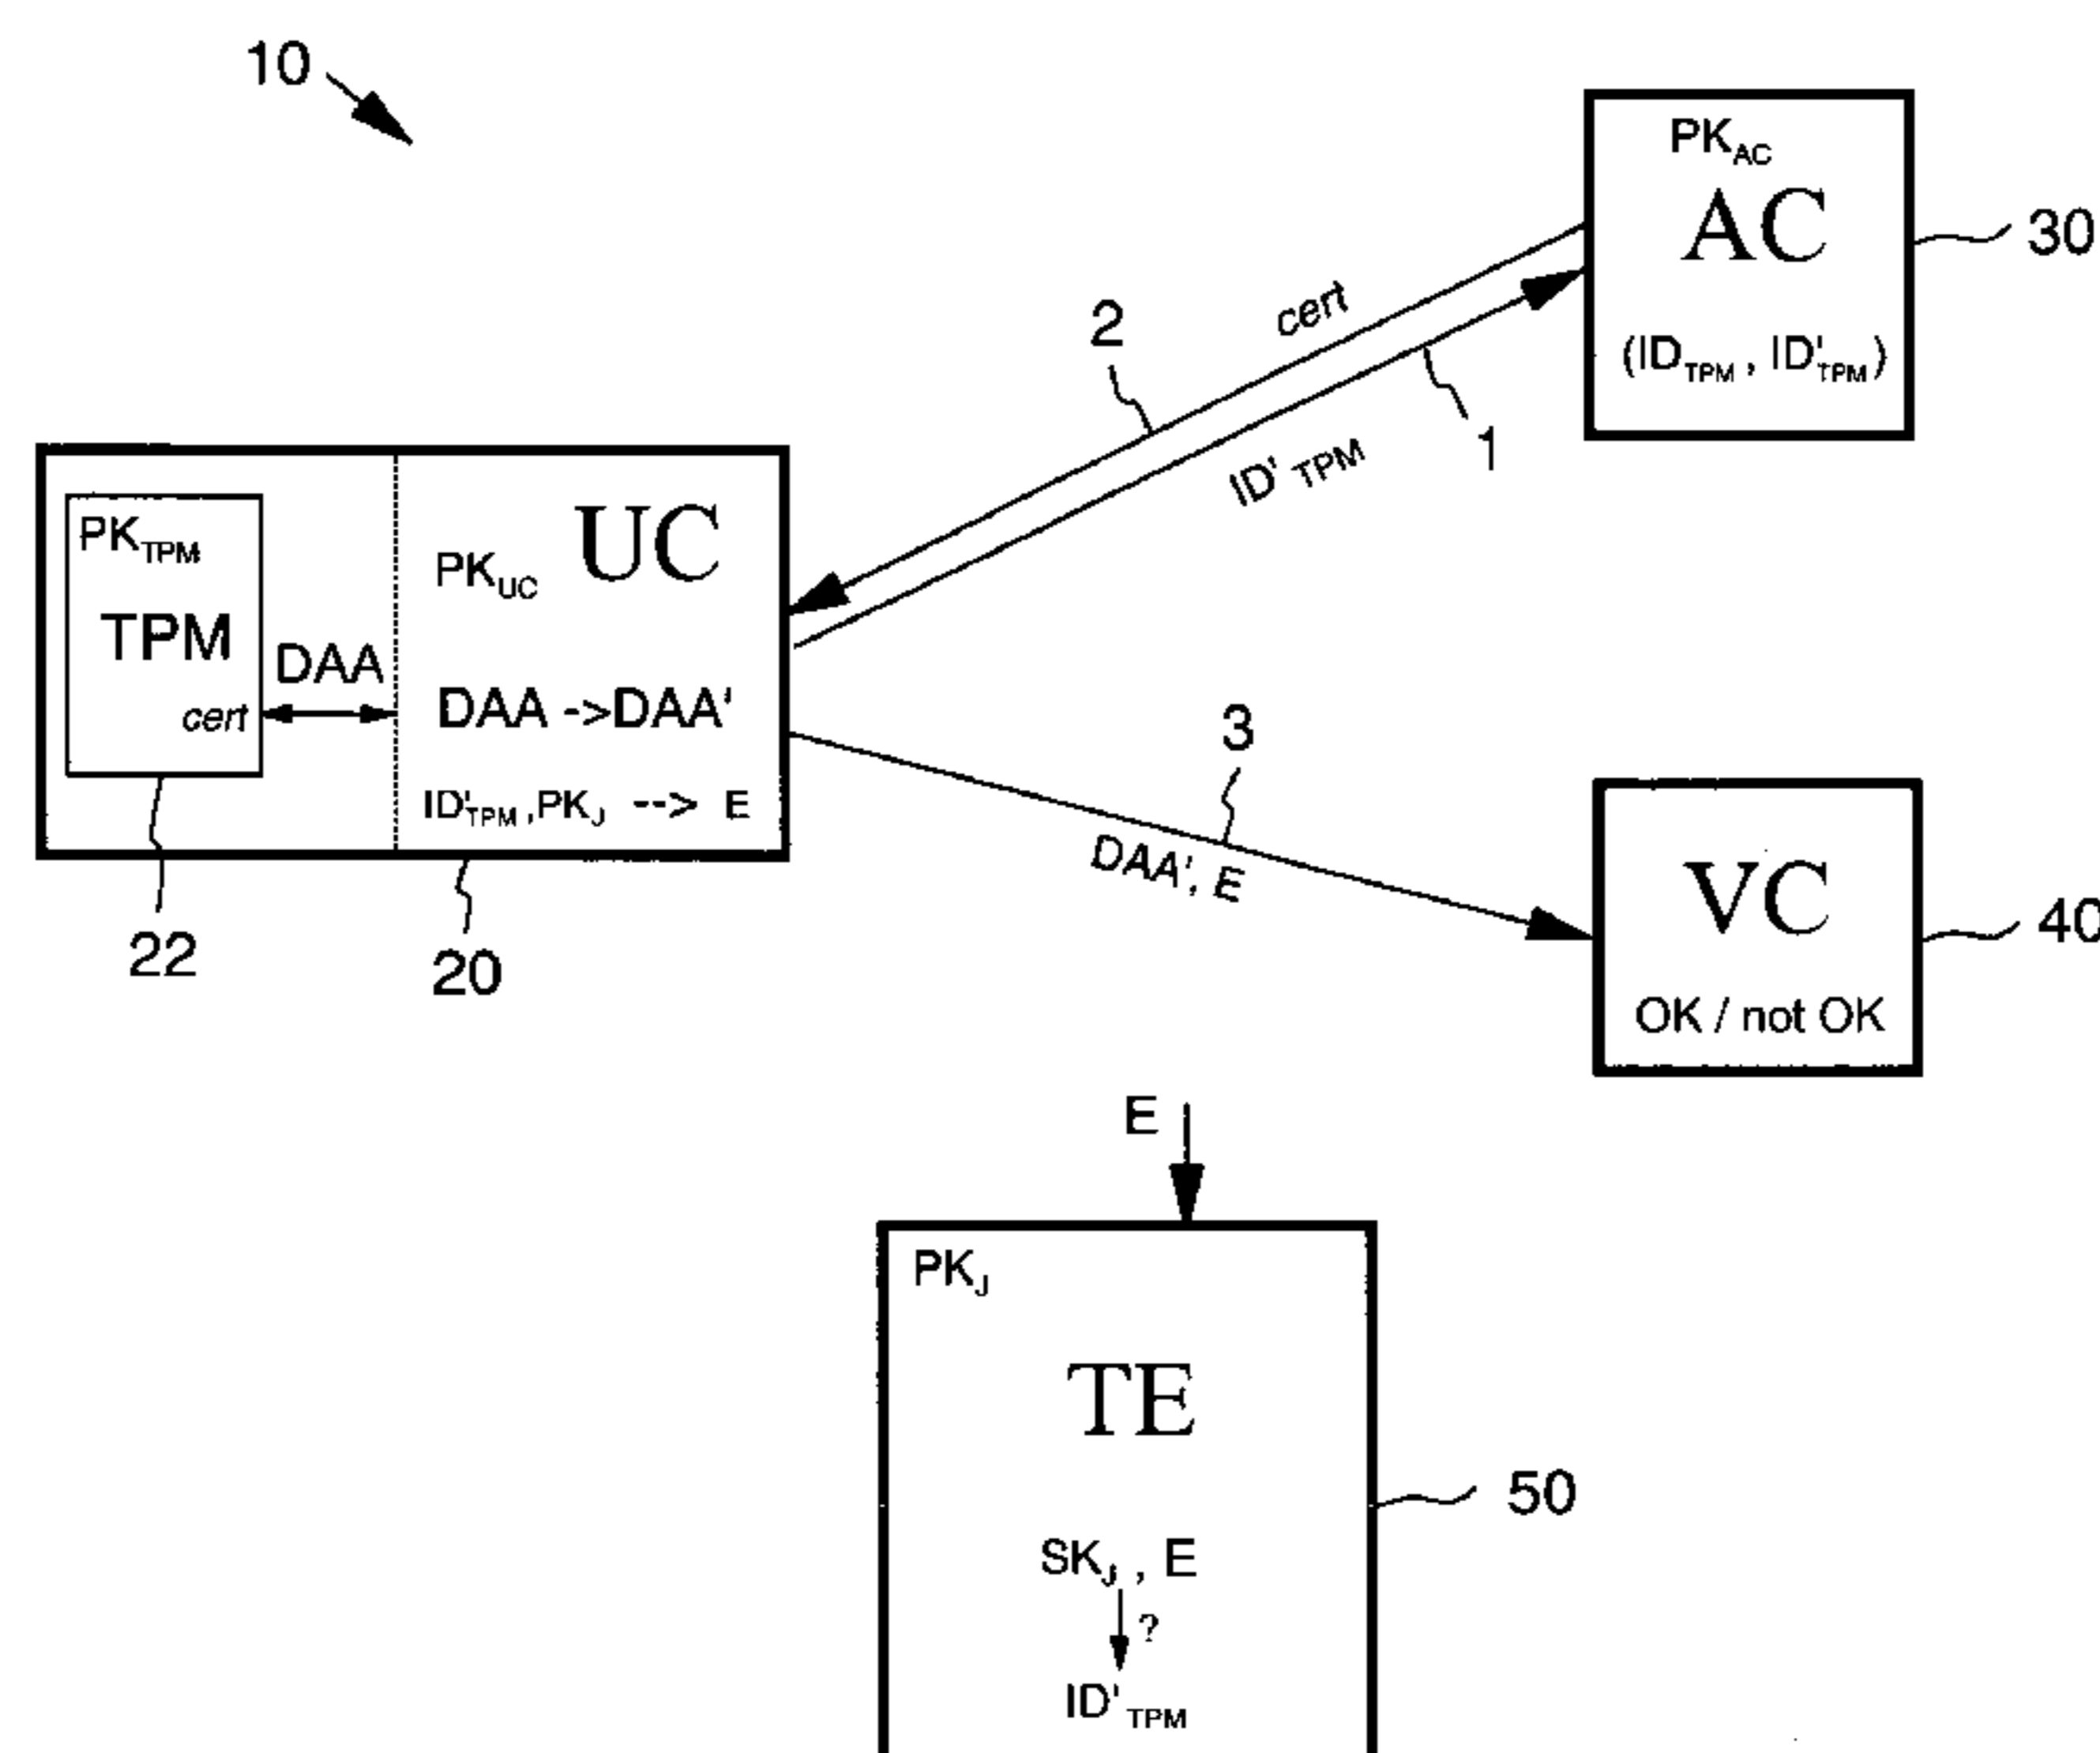 10
PK_AC
AC
30
(ID_TPM, ID'_TPM)
2
cert
1
ID'_TPM
PK_TPM
TPM
cert
DAA
PK_UC UC
DAA ->DAA'
ID'_TPM,PK_J --> E
22
20
3
DAA', E
VC
40
OK / not OK
E
PK_J
TE
50
SK_J, E
?
ID'_TPM